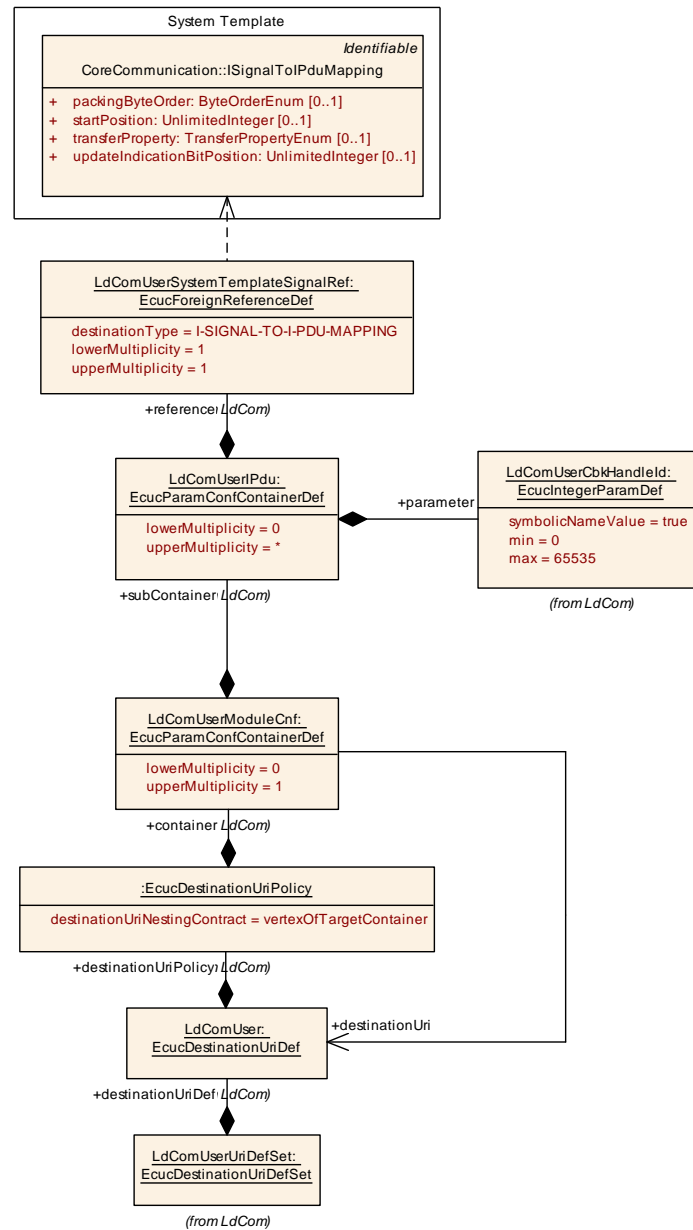 System Template
Identifiable
CoreCommunication::ISignalToIPduMapping
+ packingByteOrder: ByteOrderEnum [0..1]
+ startPosition: UnlimitedInteger [0..1]
+ transferProperty: TransferPropertyEnum [0..1]
+ updateIndicationBitPosition: UnlimitedInteger [0..1]
LdComUserSystemTemplateSignalRef:
EcucForeignReferenceDef
destinationType = I-SIGNAL-TO-I-PDU-MAPPING
lowerMultiplicity = 1
upperMultiplicity = 1
+reference LdCom)
LdComUserIPdu:
EcucParamConfContainerDef
lowerMultiplicity = 0
upperMultiplicity = *
+parameter
LdComUserCbkHandleId:
EcucIntegerParamDef
symbolicNameValue = true
min = 0
max = 65535
(from LdCom)
+subContainer LdCom)
LdComUserModuleCnf:
EcucParamConfContainerDef
lowerMultiplicity = 0
upperMultiplicity = 1
+container LdCom)
:EcucDestinationUriPolicy
destinationUriNestingContract = vertexOfTargetContainer
+destinationUriPolicy LdCom)
LdComUser:
EcucDestinationUriDef
+destinationUri
+destinationUriDef LdCom)
LdComUserUriDefSet:
EcucDestinationUriDefSet
(from LdCom)